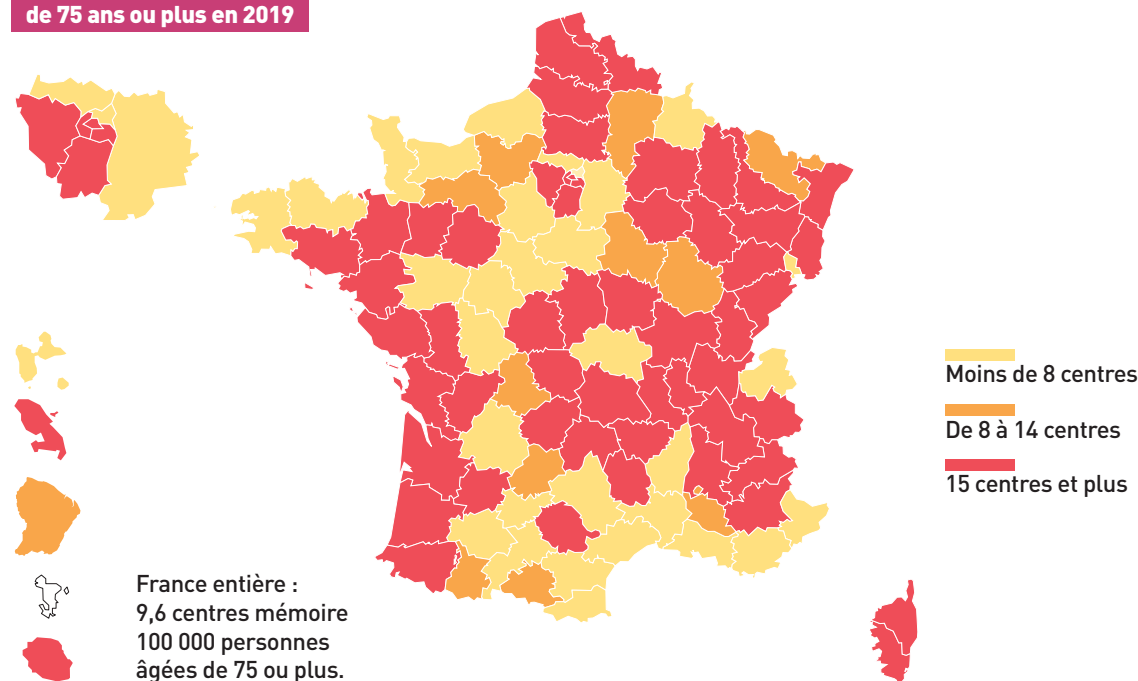 de 75 ans ou plus en 2019
Moins de 8 centres
De 8 à 14 centres
15 centres et plus
France entière :
9,6 centres mémoire
100 000 personnes
âgées de 75 ou plus.